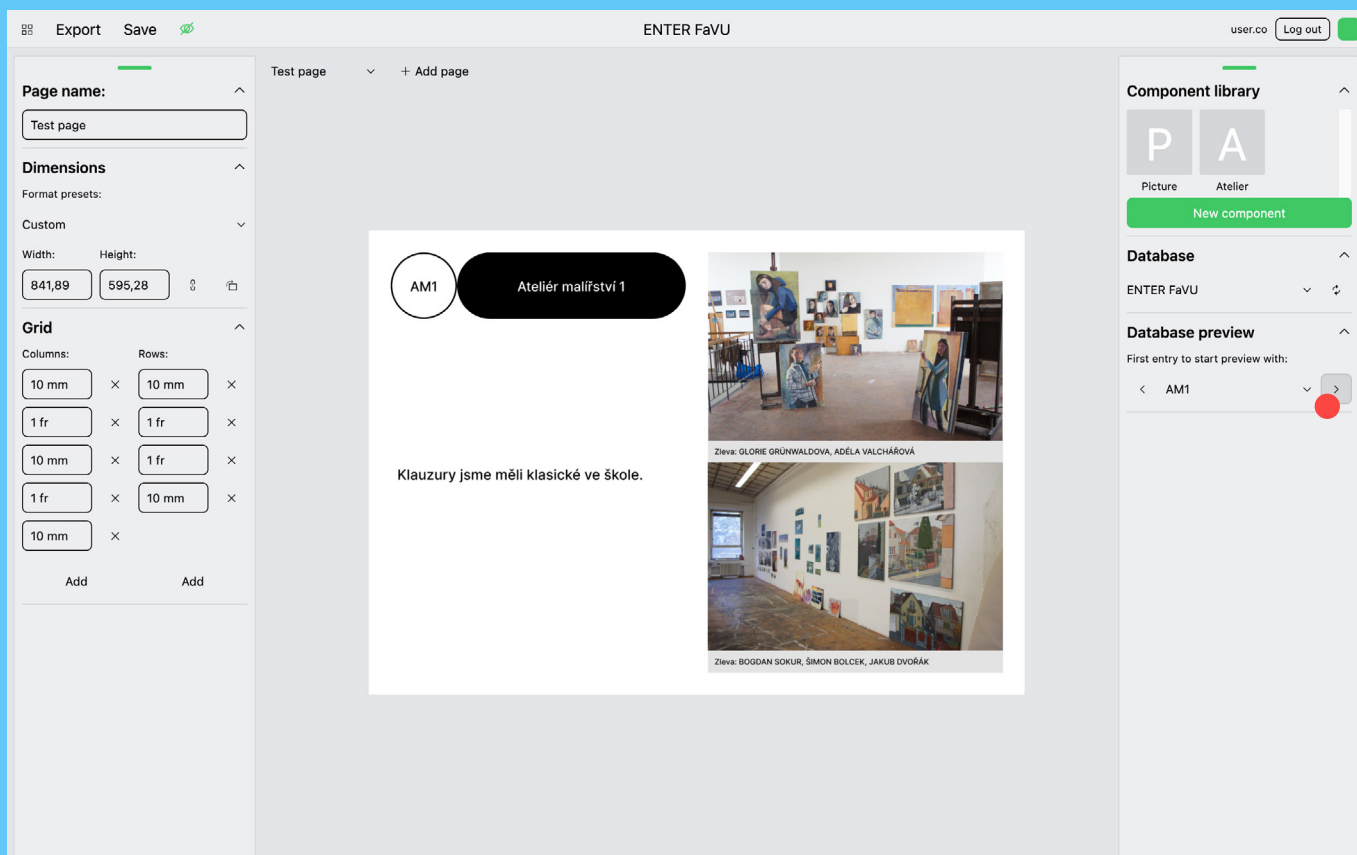 Export Save ENTER FaVU user.co Log out
Test page + Add page
Page name:
Test page
Dimensions
Format presets:
Custom
Width: Height:
841,89 595,28
Grid
Columns: Rows:
10 mm × 10 mm ×
1 fr × 1 fr ×
10 mm × 1 fr ×
1 fr × 10 mm ×
10 mm ×
Add Add
AM1 Ateliér malířství 1
Klauzury jsme měli klasické ve škole.
Zleva: GLORIE GRÜNWALDOVA, ADÉLA VALCHÁŘOVÁ
Zleva: BOGDAN SOKUR, ŠIMON BOLCEK, JAKUB DVOŘÁK
Component library
P A
Picture Atelier
New component
Database
ENTER FaVU
Database preview
First entry to start preview with:
AM1